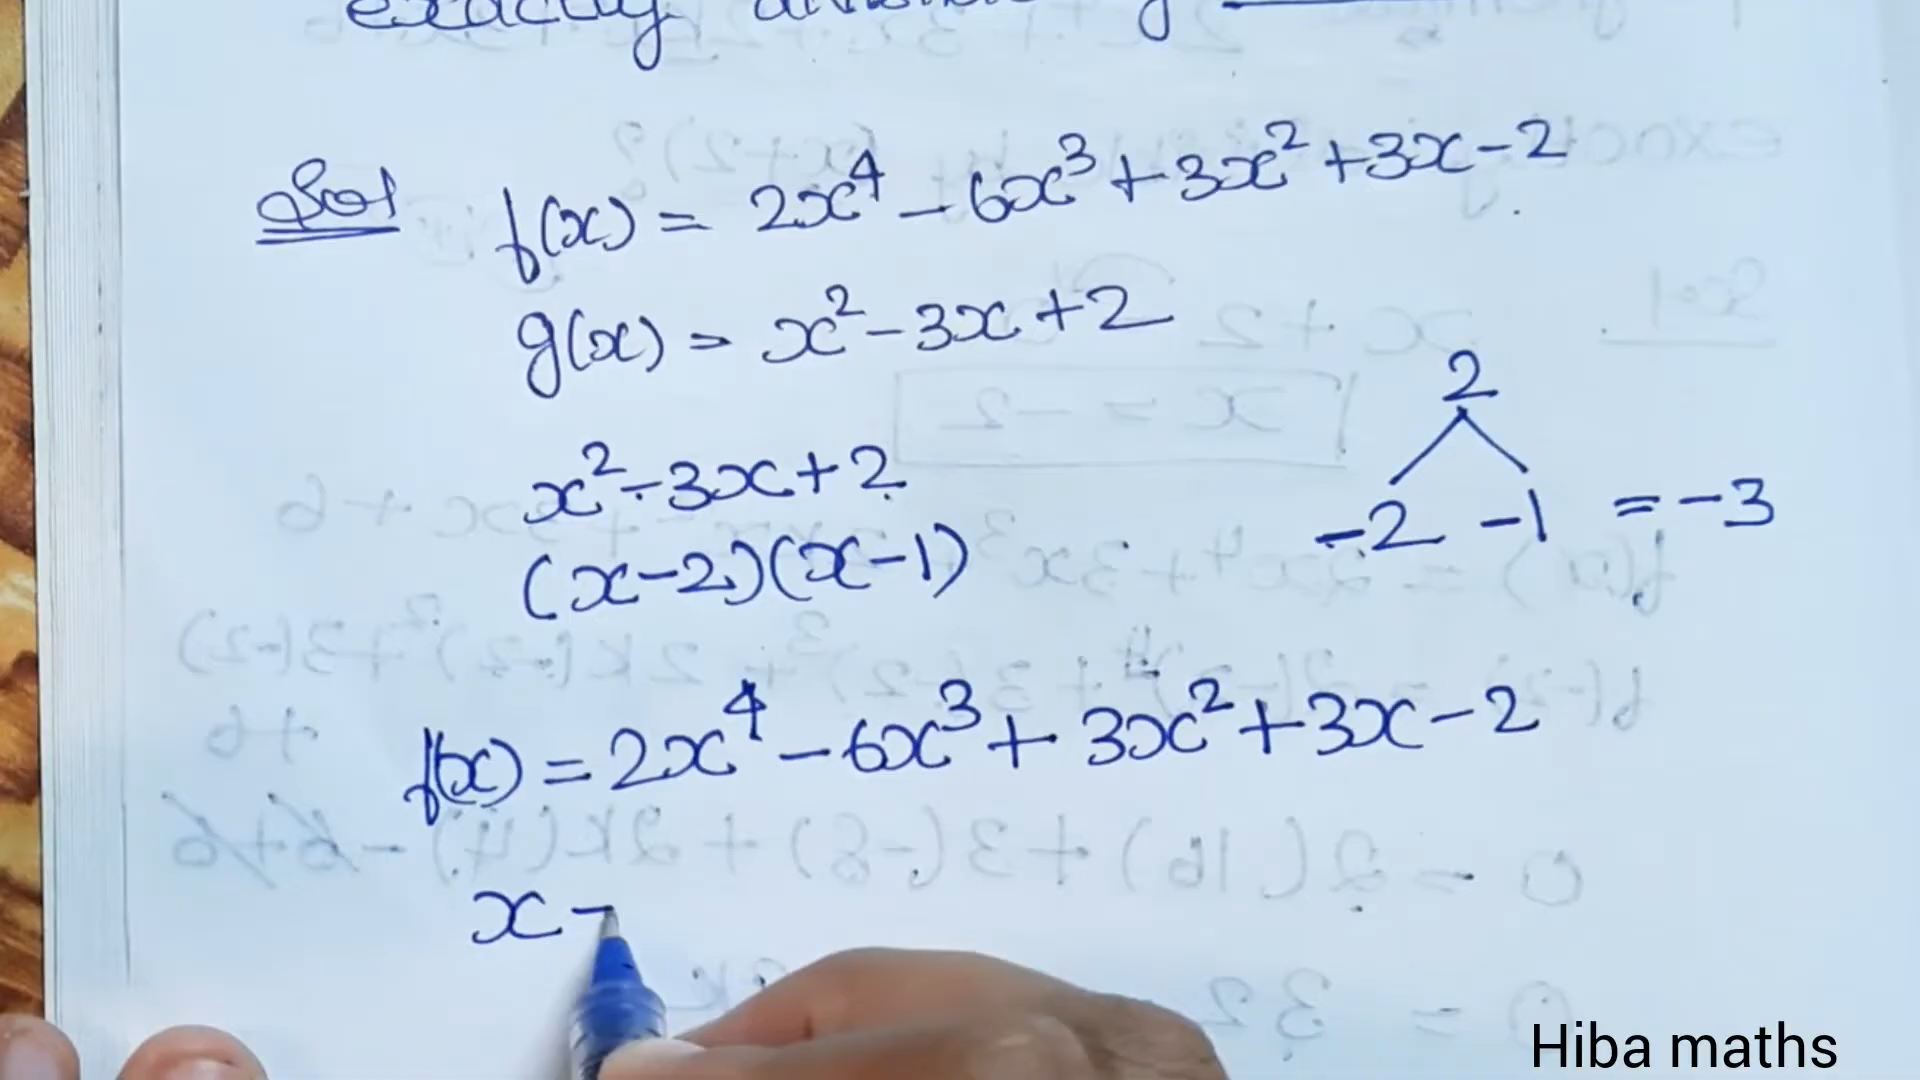 exactly
Sol f(x) = 2x⁴ - 6x³ + 3x² + 3x - 2
g(x) = x² - 3x + 2
x² - 3x + 2
(x-2)(x-1)
2
-2 -1 = -3
f(x) = 2x⁴ - 6x³ + 3x² + 3x - 2
x -
Hiba maths